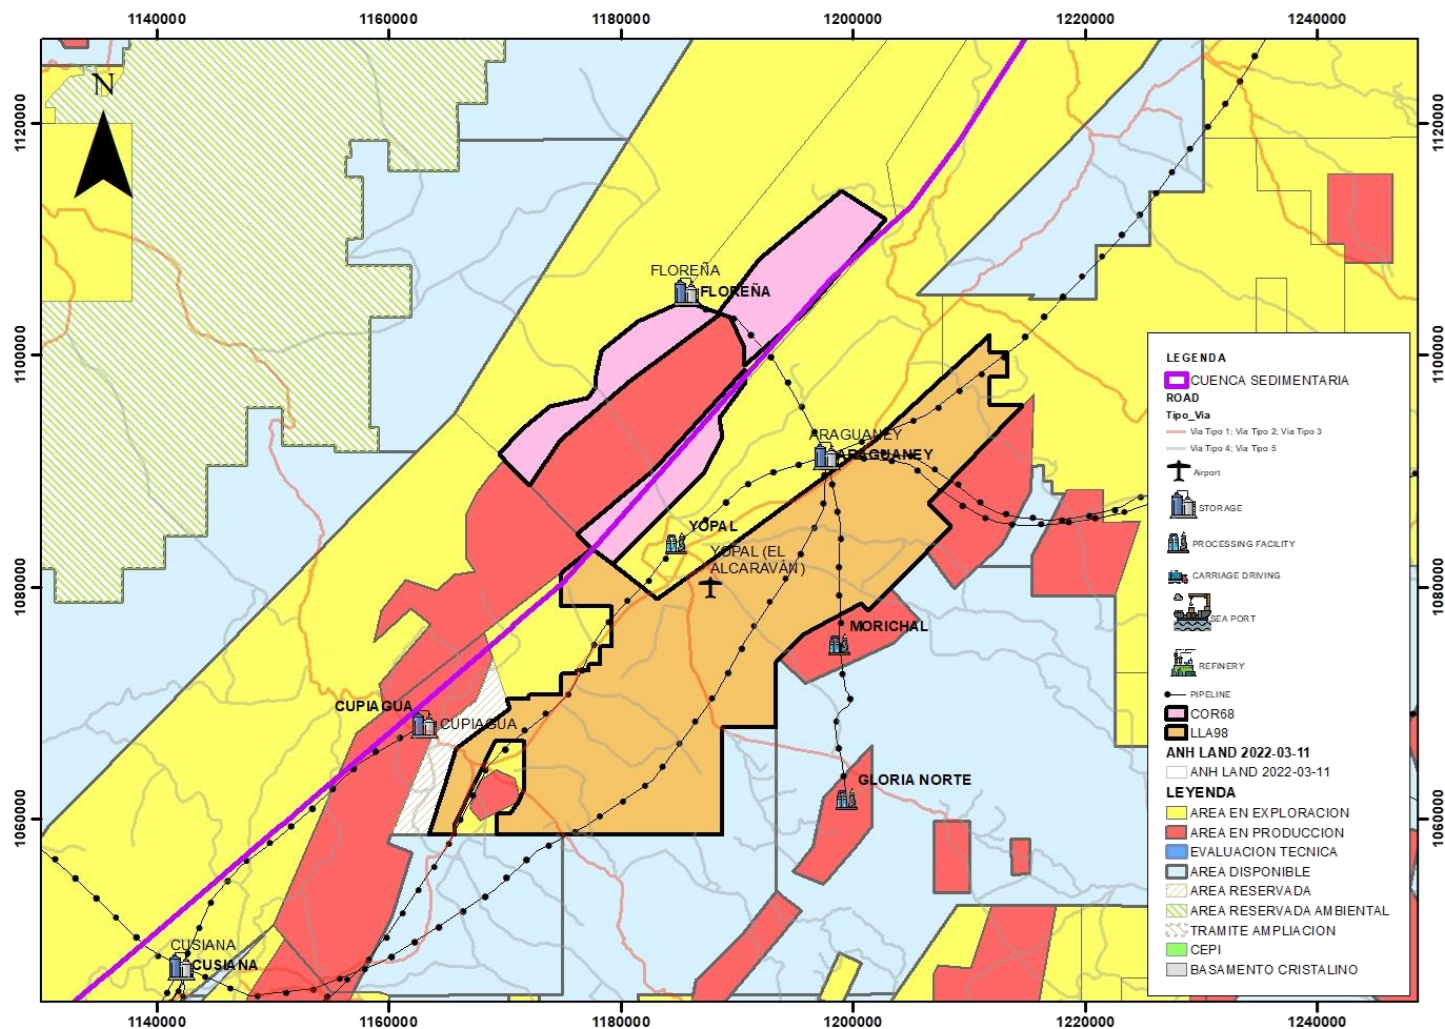 1140000 1160000 1180000 1200000 1220000 1240000
N
1120000 1120000
FLOREÑA
FLOREÑA
1100000 1100000
ARAGUANEY
ARAGUANEY
YOPAL
YOPAL (EL
ALCARAVÁN)
1080000 1080000
MORICHAL
CUPIAGUA
CUPIAGUA
GLORIA NORTE
1060000 1060000
CUSIANA
CUSIANA
LEGENDA
CUENCA SEDIMENTARIA
ROAD
Tipo_Via
Via Tipo 1; Via Tipo 2; Via Tipo 3
Via Tipo 4; Via Tipo 5
Airport
STORAGE
PROCESSING FACILITY
CARRIAGE DRIVING
SEA PORT
REFINERY
PIPELINE
COR68
LLA98
ANH LAND 2022-03-11
ANH LAND 2022-03-11
LEYENDA
AREA EN EXPLORACION
AREA EN PRODUCCION
EVALUACION TECNICA
AREA DISPONIBLE
AREA RESERVADA
AREA RESERVADA AMBIENTAL
TRAMITE AMPLIACION
CEPI
BASAMENTO CRISTALINO
1140000 1160000 1180000 1200000 1220000 1240000